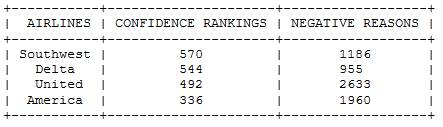 +-----------+---------------------+------------------+
|  AIRLINES | CONFIDENCE RANKINGS | NEGATIVE REASONS |
+-----------+---------------------+------------------+
| Southwest |         570         |       1186       |
|   Delta   |         544         |       955        |
|   United  |         492         |       2633       |
|  America  |         336         |       1960       |
+-----------+---------------------+------------------+